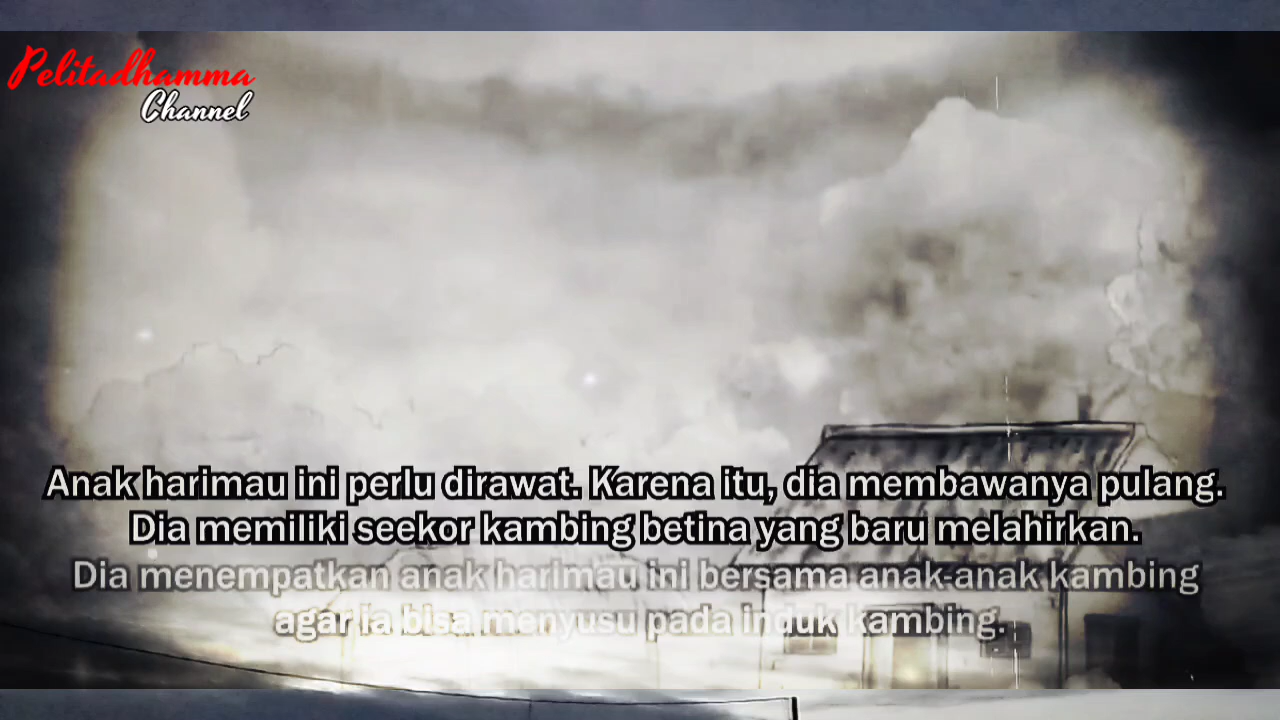 Pelitadhamma
Channel
Anak harimau ini perlu dirawat. Karena itu, dia membawanya pulang.
Dia memiliki seekor kambing betina yang baru melahirkan.
Dia menempatkan anak harimau ini bersama anak-anak kambing
agar ia bisa menyusu pada induk kambing.